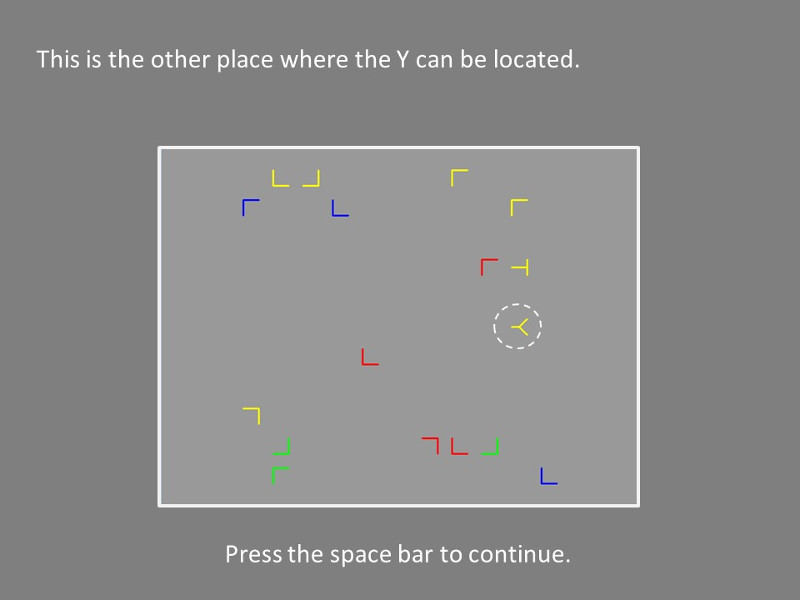 This is the other place where the Y can be located.
Press the space bar to continue.